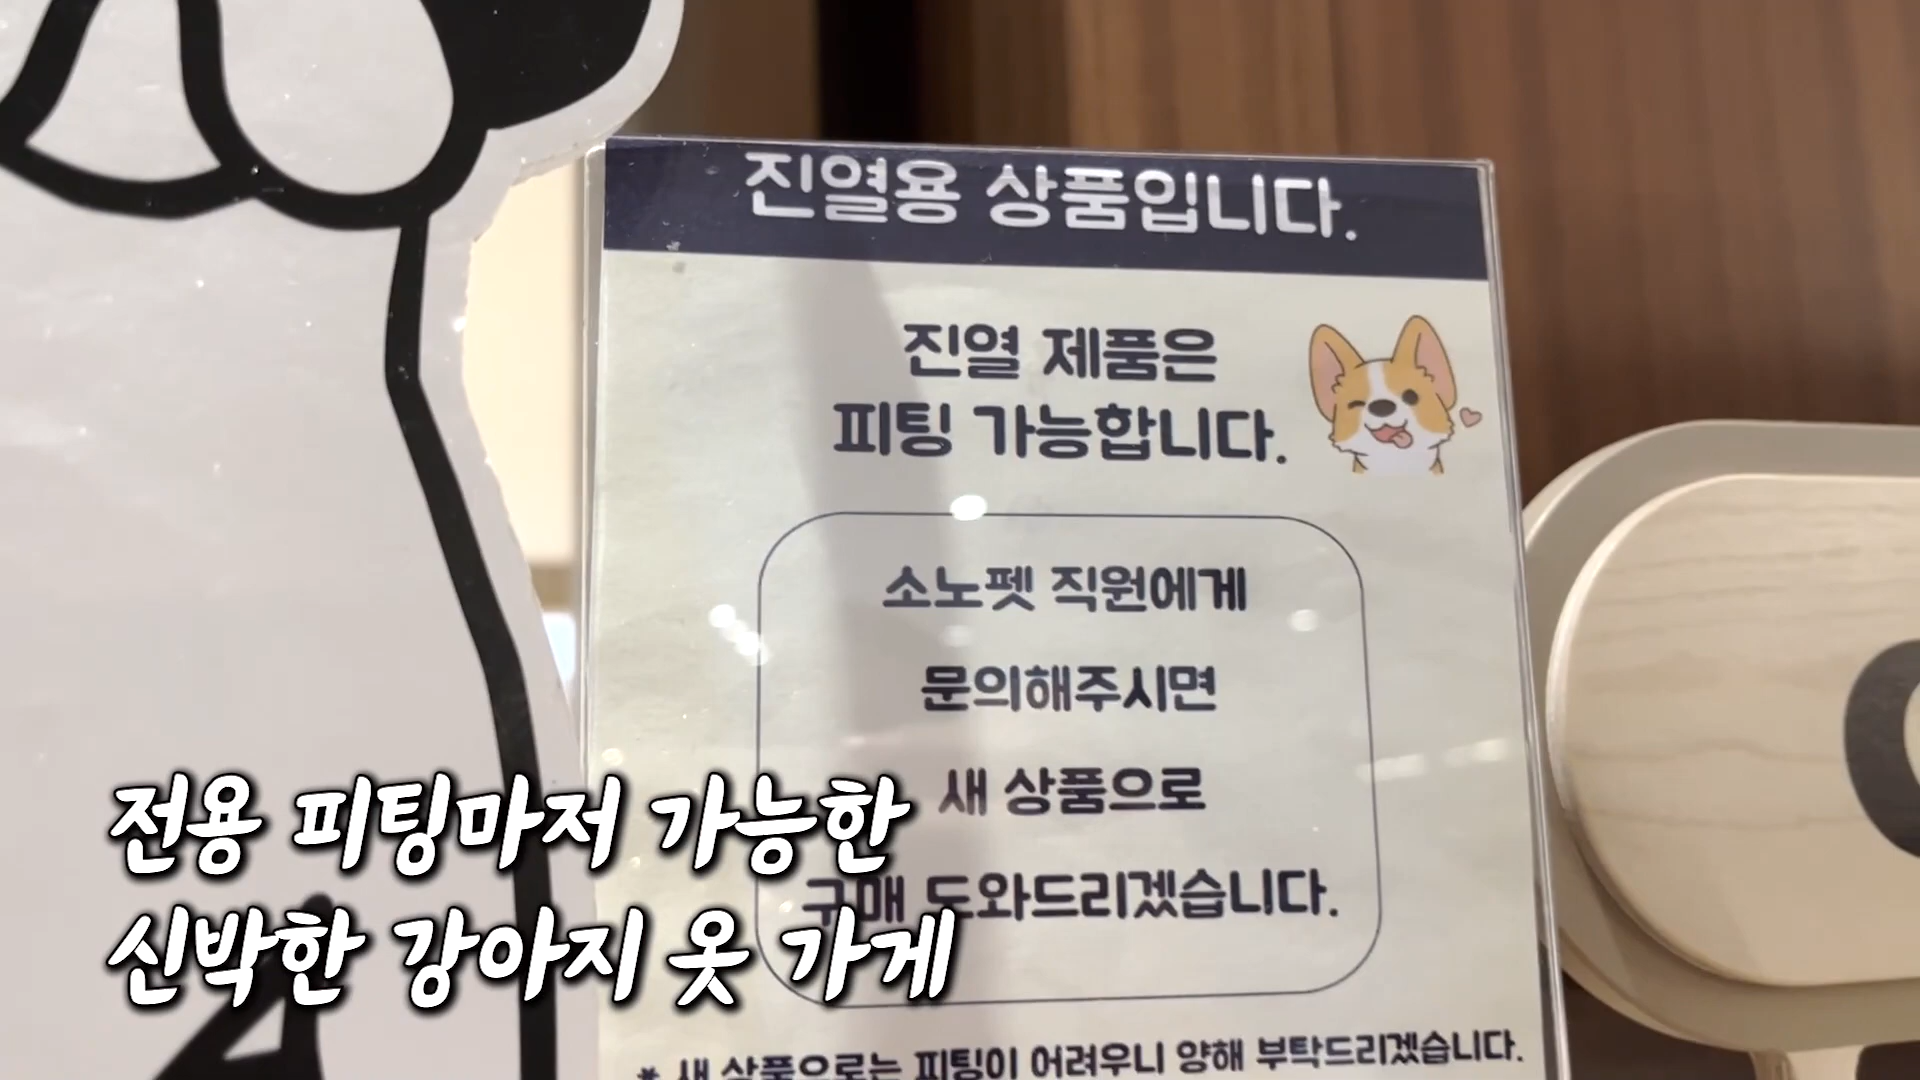 진열용 상품입니다.
진열 제품은
피팅 가능합니다.
소노펫 직원에게
문의해주시면
새 상품으로
구매 도와드리겠습니다.
* 새 상품으로는 피팅이 어려우니 양해 부탁드리겠습니다.
전용 피팅마저 가능한
신박한 강아지 옷 가게